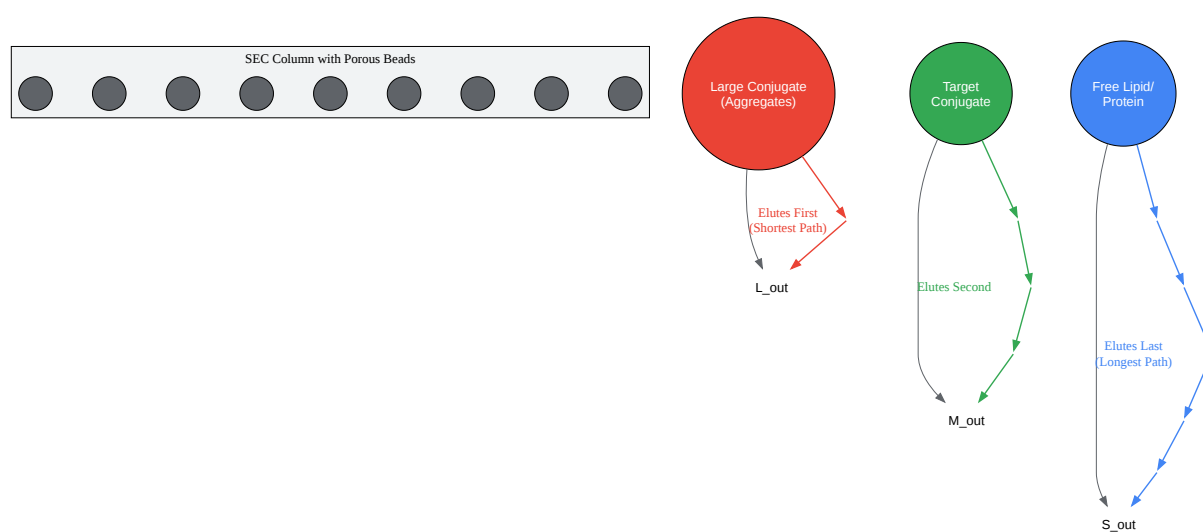 SEC Column with Porous Beads
Large Conjugate
(Aggregates)
Target
Conjugate
Free Lipid/
Protein
Elutes First
(Shortest Path)
L_out
Elutes Second
Elutes Last
(Longest Path)
M_out
S_out